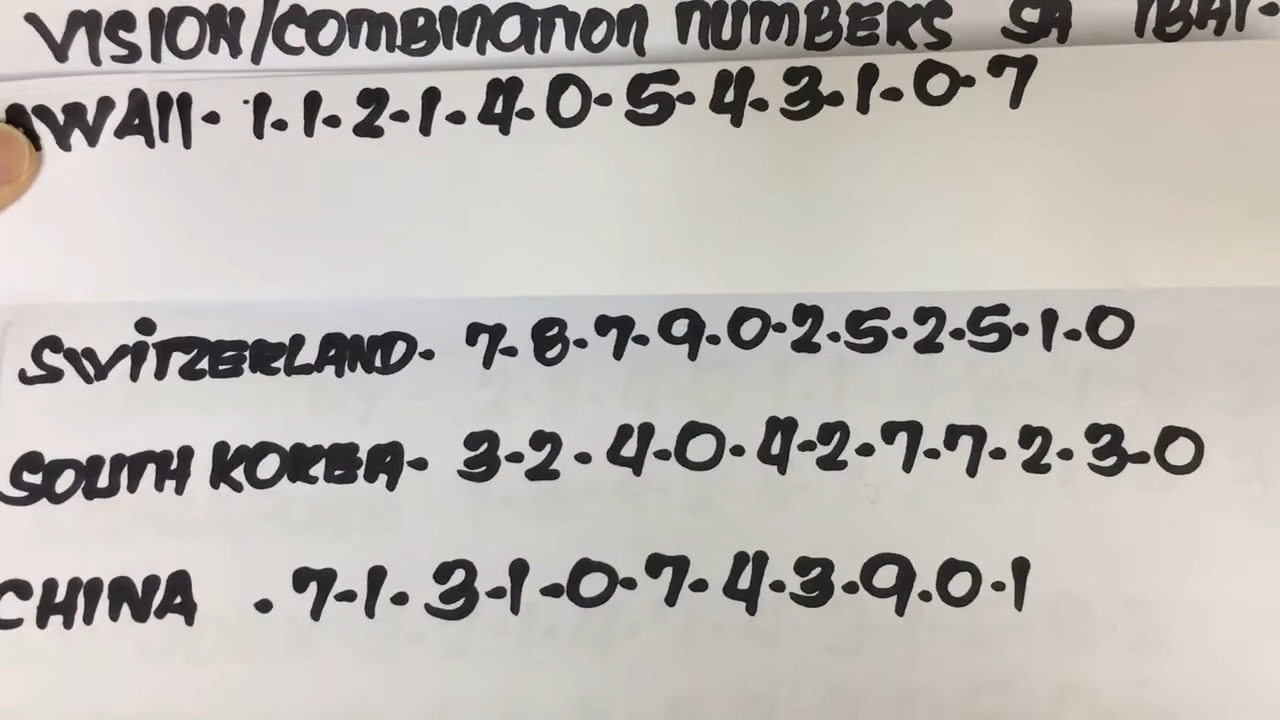 VISION/COMBINATION NUMBERS SA IBAT-
WAII- 1-1-2-1-4-0-5-4-3-1-0-7
SWITZERLAND- 7-8-7-9-0-2-5-2-5-1-0
SOUTH KOREA- 3-2-4-0-4-2-7-7-2-3-0
CHINA . 7-1-3-1-0-7-4-3-9.0-1